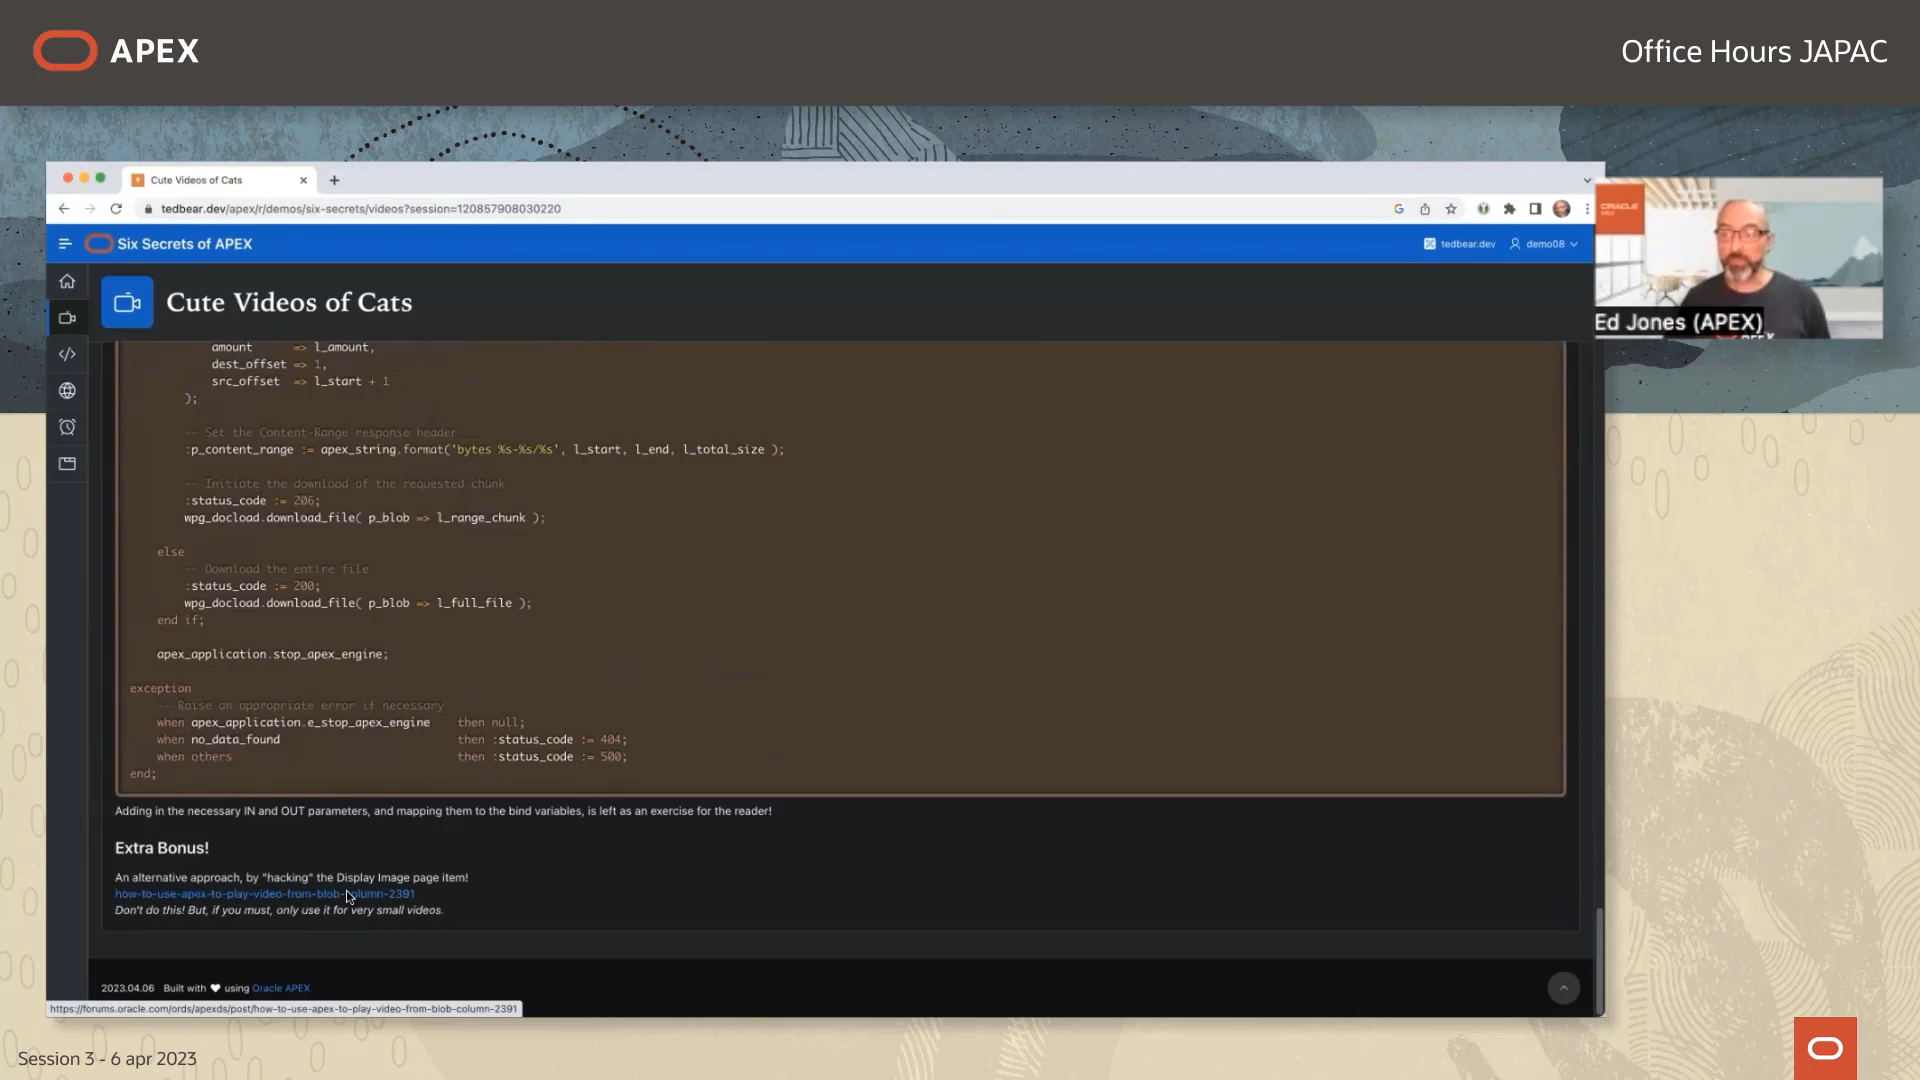 APEX
Office Hours JAPAC
Cute Videos of Cats
tedbear.dev/apex/r/demos/six-secrets/videos?session=120857908030220
Six Secrets of APEX
tedbear.dev
demo08
Cute Videos of Cats
ORACLE
Ed Jones (APEX)
amount => l_amount,
dest_offset => 1,
src_offset => l_start + 1
);
-- Set the Content-Range response header
:p_content_range := apex_string.format('bytes %s-%s/%s', l_start, l_end, l_total_size );
-- Initiate the download of the requested chunk
:status_code := 206;
wpg_docload.download_file( p_blob => l_range_chunk );
else
-- Download the entire file
:status_code := 200;
wpg_docload.download_file( p_blob => l_full_file );
end if;
apex_application.stop_apex_engine;
exception
-- Raise an appropriate error if necessary
when apex_application.e_stop_apex_engine then null;
when no_data_found then :status_code := 404;
when others then :status_code := 500;
end;
Adding in the necessary IN and OUT parameters, and mapping them to the bind variables, is left as an exercise for the reader!
Extra Bonus!
An alternative approach, by "hacking" the Display Image page item!
how-to-use-apex-to-play-video-from-blob-column-2391
Don't do this! But, if you must, only use it for very small videos.
2023.04.06 Built with ♥ using Oracle APEX
https://forums.oracle.com/ords/apexds/post/how-to-use-apex-to-play-video-from-blob-column-2391
Session 3 - 6 apr 2023